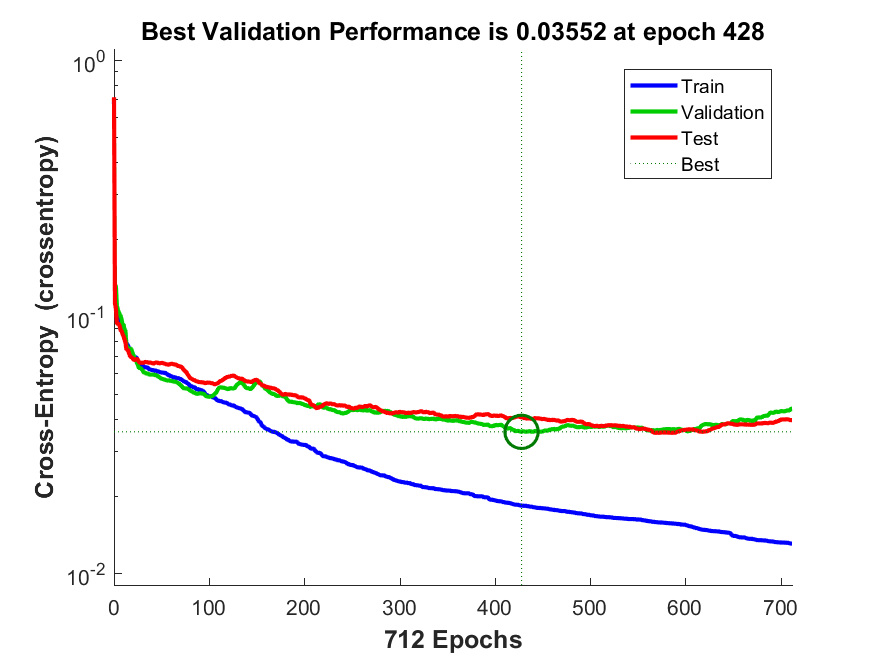 Best Validation Performance is 0.03552 at epoch 428
Train
Validation
Test
Best
Cross-Entropy (crossentropy)
10^0
10^-1
10^-2
0 100 200 300 400 500 600 700
712 Epochs